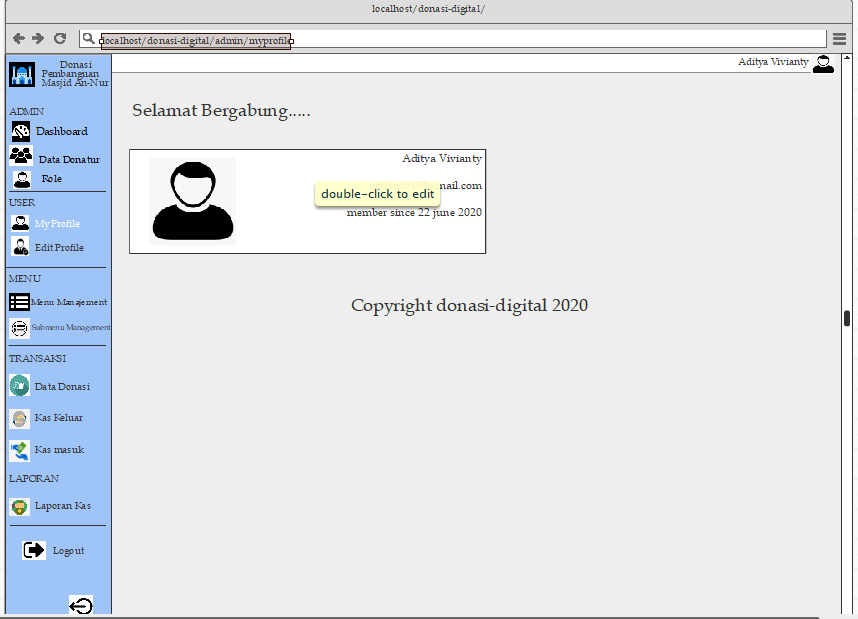 localhost/donasi-digital/
localhost/donasi-digital/admin/myprofile
Aditya Vivianty
Donasi
Pembangunan
Masjid An-Nur
ADMIN
Dashboard
Data Donatur
Role
USER
My Profile
Edit Profile
MENU
Menu Manajement
Submenu Management
TRANSAKSI
Data Donasi
Kas Keluar
Kas masuk
LAPORAN
Laporan Kas
Logout
Selamat Bergabung.....
Aditya Vivianty
mail.com
double-click to edit
member since 22 june 2020
Copyright donasi-digital 2020